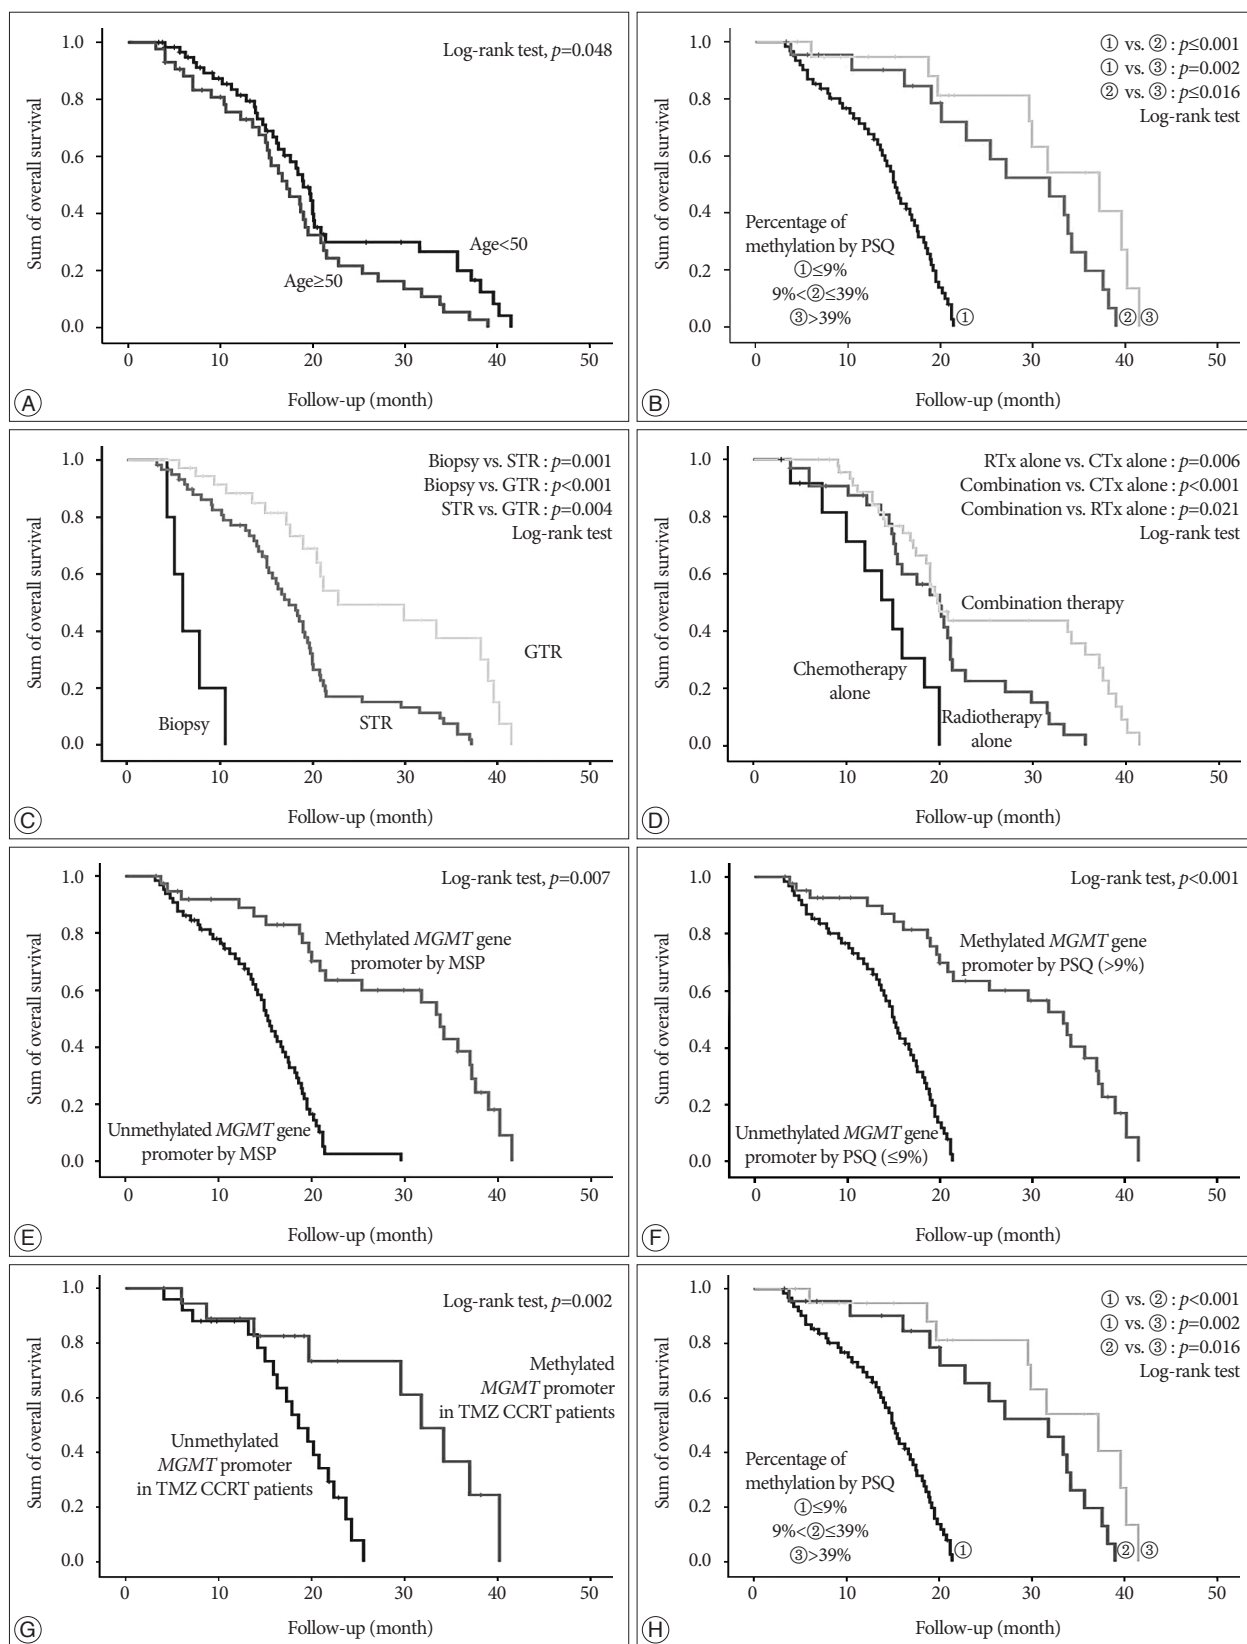 1.0
0.8
0.6
0.4
0.2
0.0
Sum of overall survival
Log-rank test, p=0.048
Age<50
Age≥50
0 10 20 30 40 50
Follow-up (month)
A
1.0
0.8
0.6
0.4
0.2
0.0
Sum of overall survival
① vs. ② : p≤0.001
① vs. ③ : p=0.002
② vs. ③ : p≤0.016
Log-rank test
Percentage of
methylation by PSQ
①≤9%
9%<②≤39%
③>39%
① ② ③
0 10 20 30 40 50
Follow-up (month)
B
1.0
0.8
0.6
0.4
0.2
0.0
Sum of overall survival
Biopsy vs. STR : p=0.001
Biopsy vs. GTR : p<0.001
STR vs. GTR : p=0.004
Log-rank test
GTR
Biopsy
STR
0 10 20 30 40 50
Follow-up (month)
C
1.0
0.8
0.6
0.4
0.2
0.0
Sum of overall survival
RTx alone vs. CTx alone : p=0.006
Combination vs. CTx alone : p<0.001
Combination vs. RTx alone : p=0.021
Log-rank test
Combination therapy
Chemotherapy
alone
Radiotherapy
alone
0 10 20 30 40 50
Follow-up (month)
D
1.0
0.8
0.6
0.4
0.2
0.0
Sum of overall survival
Log-rank test, p=0.007
Methylated MGMT gene
promoter by MSP
Unmethylated MGMT gene
promoter by MSP
0 10 20 30 40 50
Follow-up (month)
E
1.0
0.8
0.6
0.4
0.2
0.0
Sum of overall survival
Log-rank test, p<0.001
Methylated MGMT gene
promoter by PSQ (>9%)
Unmethylated MGMT gene
promoter by PSQ (≤9%)
0 10 20 30 40 50
Follow-up (month)
F
1.0
0.8
0.6
0.4
0.2
0.0
Sum of overall survival
Log-rank test, p=0.002
Methylated
MGMT promoter
in TMZ CCRT patients
Unmethylated
MGMT promoter
in TMZ CCRT patients
0 10 20 30 40 50
Follow-up (month)
G
1.0
0.8
0.6
0.4
0.2
0.0
Sum of overall survival
① vs. ② : p<0.001
① vs. ③ : p=0.002
② vs. ③ : p=0.016
Log-rank test
Percentage of
methylation by PSQ
①≤9%
9%<②≤39%
③>39%
① ② ③
0 10 20 30 40 50
Follow-up (month)
H